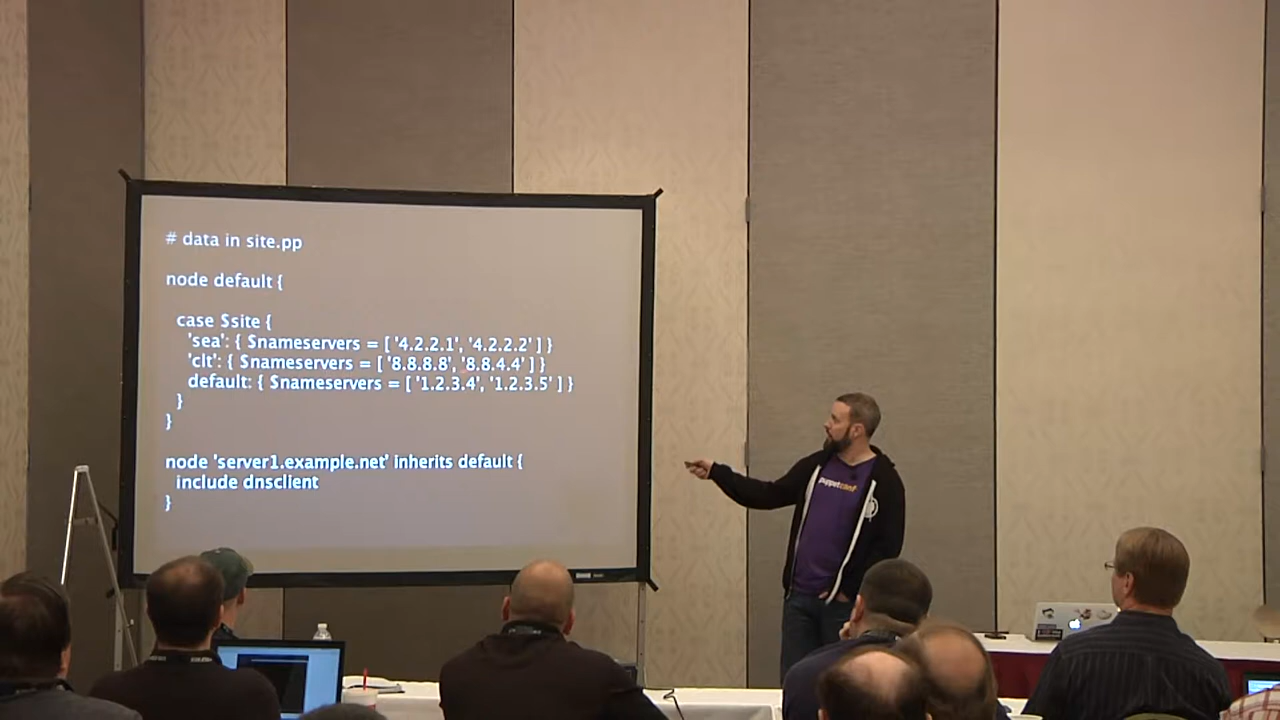 # data in site.pp
node default {
case $site {
'sea': { $nameservers = [ '4.2.2.1', '4.2.2.2' ] }
'clt': { $nameservers = [ '8.8.8.8', '8.8.4.4' ] }
default: { $nameservers = [ '1.2.3.4', '1.2.3.5' ] }
}
}
node 'server1.example.net' inherits default {
include dnsclient
}
puppetconf